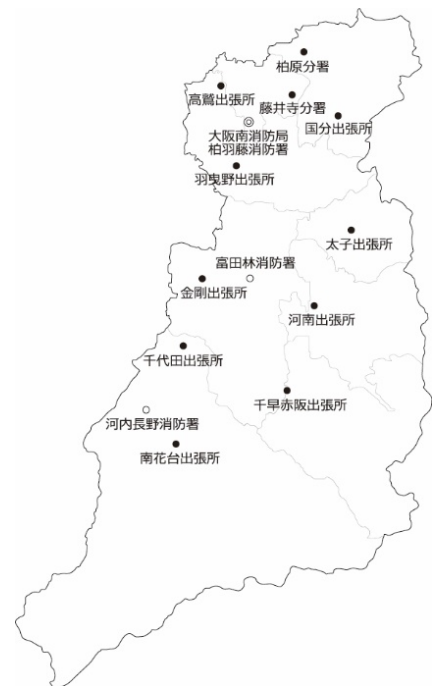 柏原分署
高鷲出張所
藤井寺分署
国分出張所
大阪南消防局
柏羽藤消防署
羽曳野出張所
太子出張所
富田林消防署
金剛出張所
河南出張所
千代田出張所
千早赤阪出張所
河内長野消防署
南花台出張所